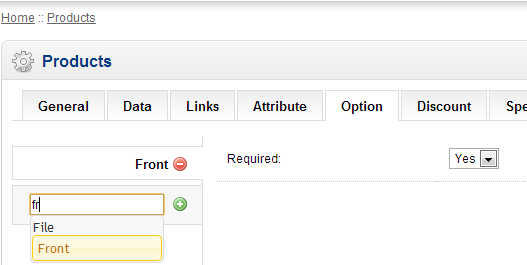 Home :: Products
Products
General Data Links Attribute Option Discount Spe
Front Required: Yes
fr
File
Front